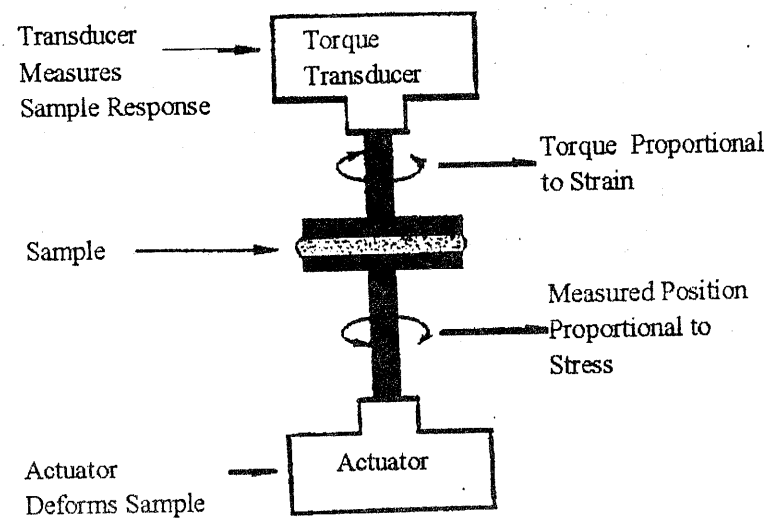 Transducer
Measures
Sample Response
Torque
Transducer
Torque Proportional
to Strain
Sample
Measured Position
Proportional to
Stress
Actuator
Deforms Sample
Actuator